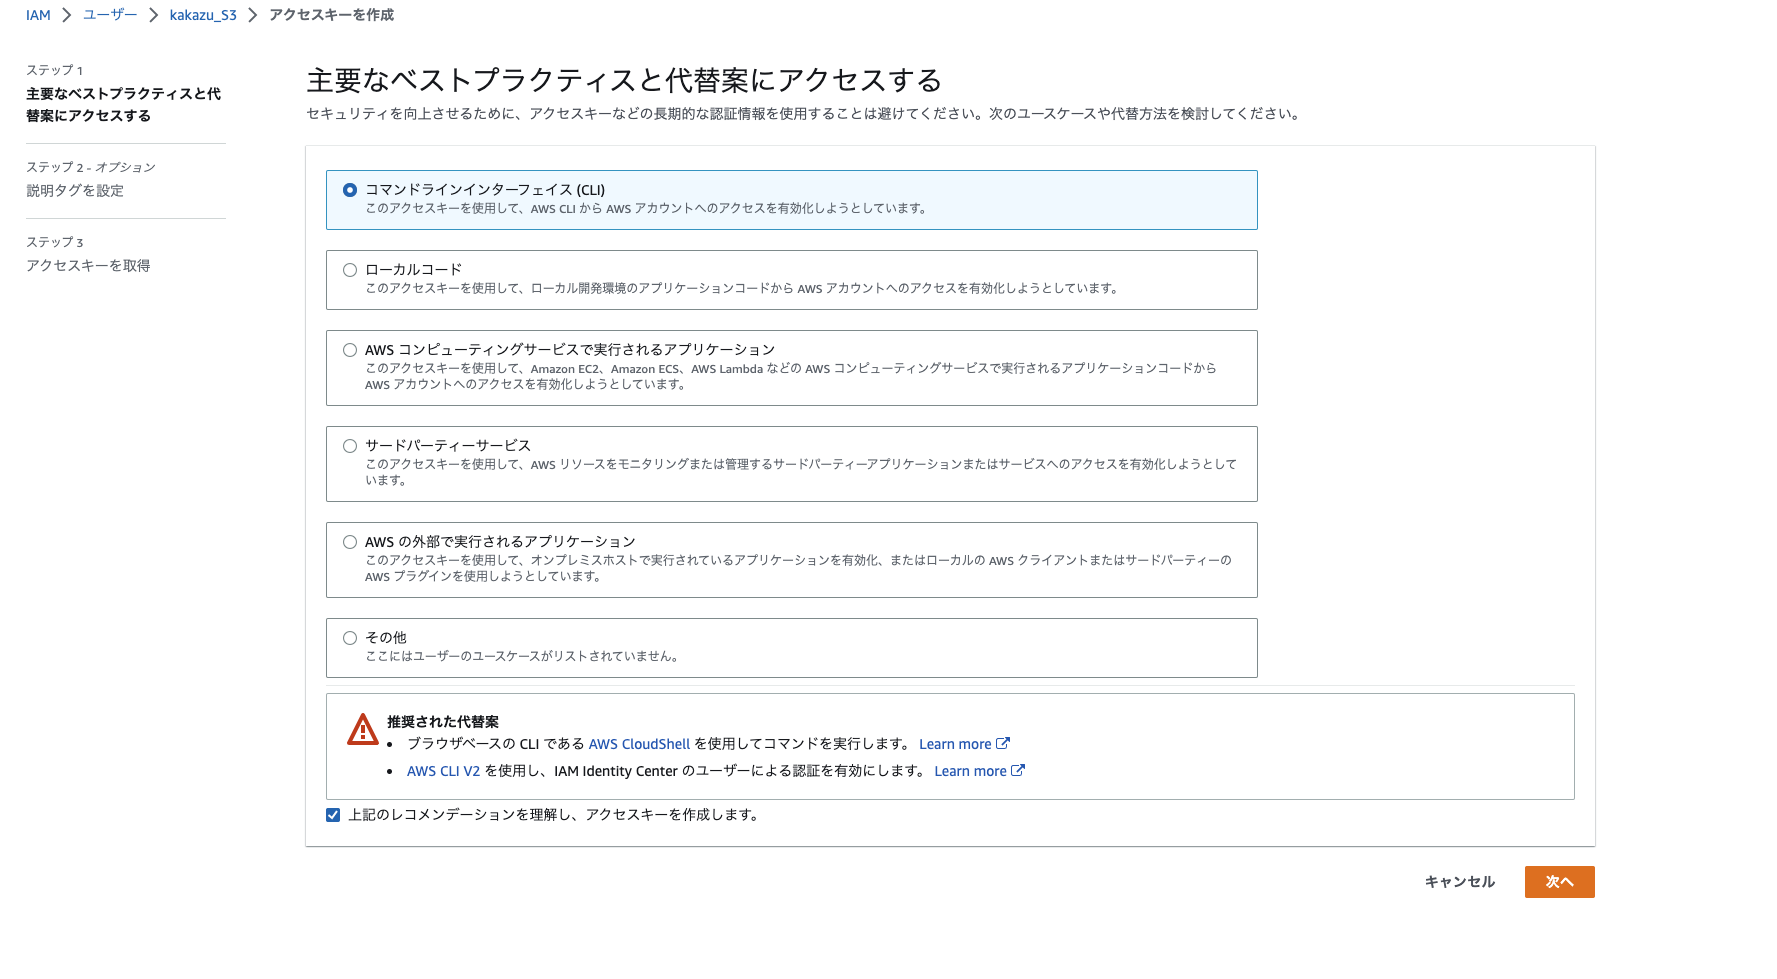 IAM > ユーザー > kakazu_S3 > アクセスキーを作成
ステップ 1
主要なベストプラクティスと代
替案にアクセスする
ステップ 2 - オプション
説明タグを設定
ステップ 3
アクセスキーを取得
主要なベストプラクティスと代替案にアクセスする
セキュリティを向上させるために、アクセスキーなどの長期的な認証情報を使用することは避けてください。次のユースケースや代替方法を検討してください。
コマンドラインインターフェイス (CLI)
このアクセスキーを使用して、AWS CLI から AWS アカウントへのアクセスを有効化しようとしています。
ローカルコード
このアクセスキーを使用して、ローカル開発環境のアプリケーションコードから AWS アカウントへのアクセスを有効化しようとしています。
AWS コンピューティングサービスで実行されるアプリケーション
このアクセスキーを使用して、Amazon EC2、Amazon ECS、AWS Lambda などの AWS コンピューティングサービスで実行されるアプリケーションコードから
AWS アカウントへのアクセスを有効化しようとしています。
サードパーティーサービス
このアクセスキーを使用して、AWS リソースをモニタリングまたは管理するサードパーティーアプリケーションまたはサービスへのアクセスを有効化しようとして
います。
AWS の外部で実行されるアプリケーション
このアクセスキーを使用して、オンプレミスホストで実行されているアプリケーションを有効化、またはローカルの AWS クライアントまたはサードパーティーの
AWS プラグインを使用しようとしています。
その他
ここにはユーザーのユースケースがリストされていません。
推奨された代替案
• ブラウザベースの CLI である AWS CloudShell を使用してコマンドを実行します。 Learn more
• AWS CLI V2 を使用し、IAM Identity Center のユーザーによる認証を有効にします。 Learn more
上記のレコメンデーションを理解し、アクセスキーを作成します。
キャンセル 次へ